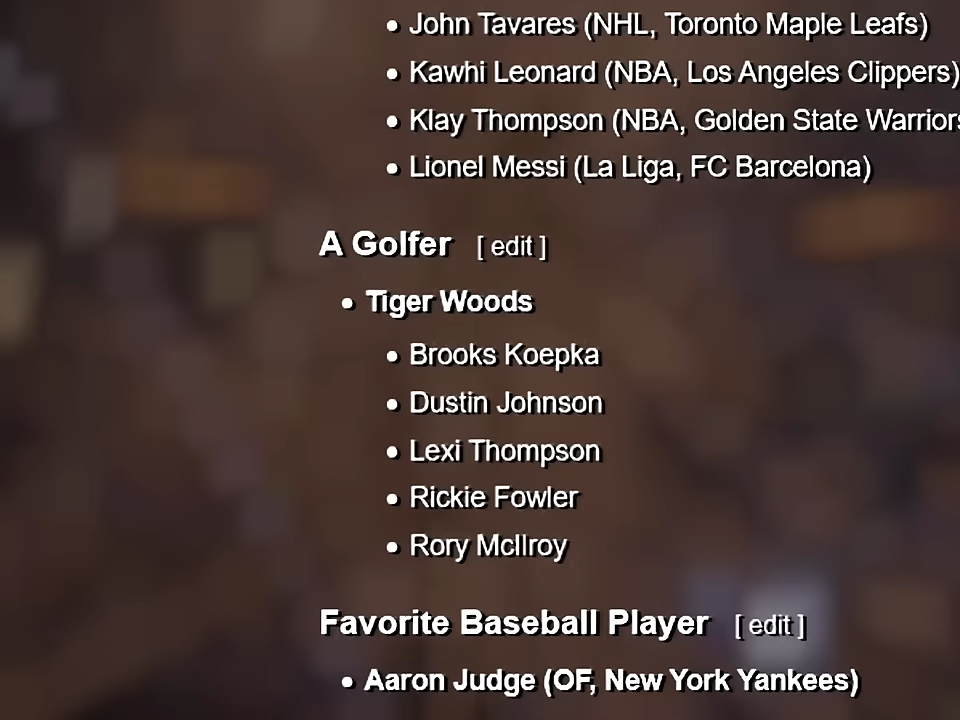 John Tavares (NHL, Toronto Maple Leafs)
Kawhi Leonard (NBA, Los Angeles Clippers)
Klay Thompson (NBA, Golden State Warriors
Lionel Messi (La Liga, FC Barcelona)
A Golfer [ edit ]
Tiger Woods
Brooks Koepka
Dustin Johnson
Lexi Thompson
Rickie Fowler
Rory McIlroy
Favorite Baseball Player [ edit ]
Aaron Judge (OF, New York Yankees)